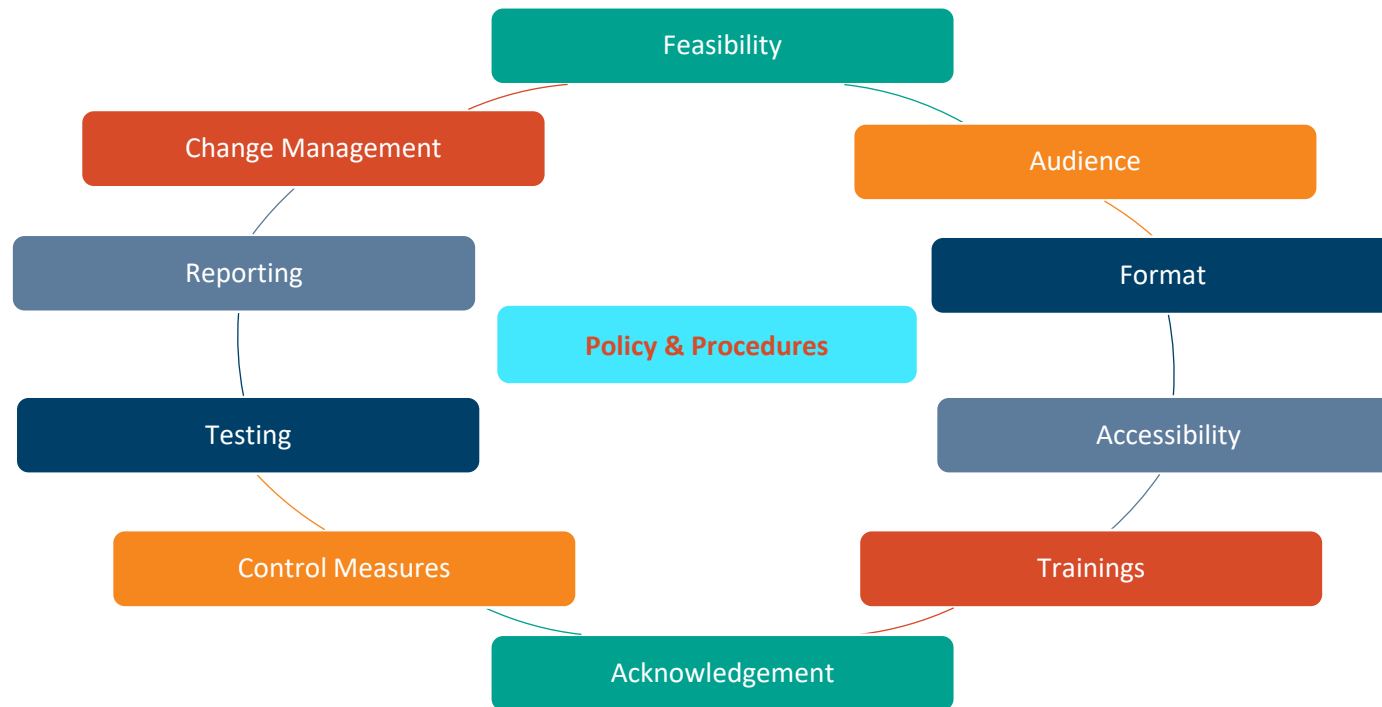 Feasibility
Change Management
Audience
Reporting
Format
Policy & Procedures
Testing
Accessibility
Control Measures
Trainings
Acknowledgement